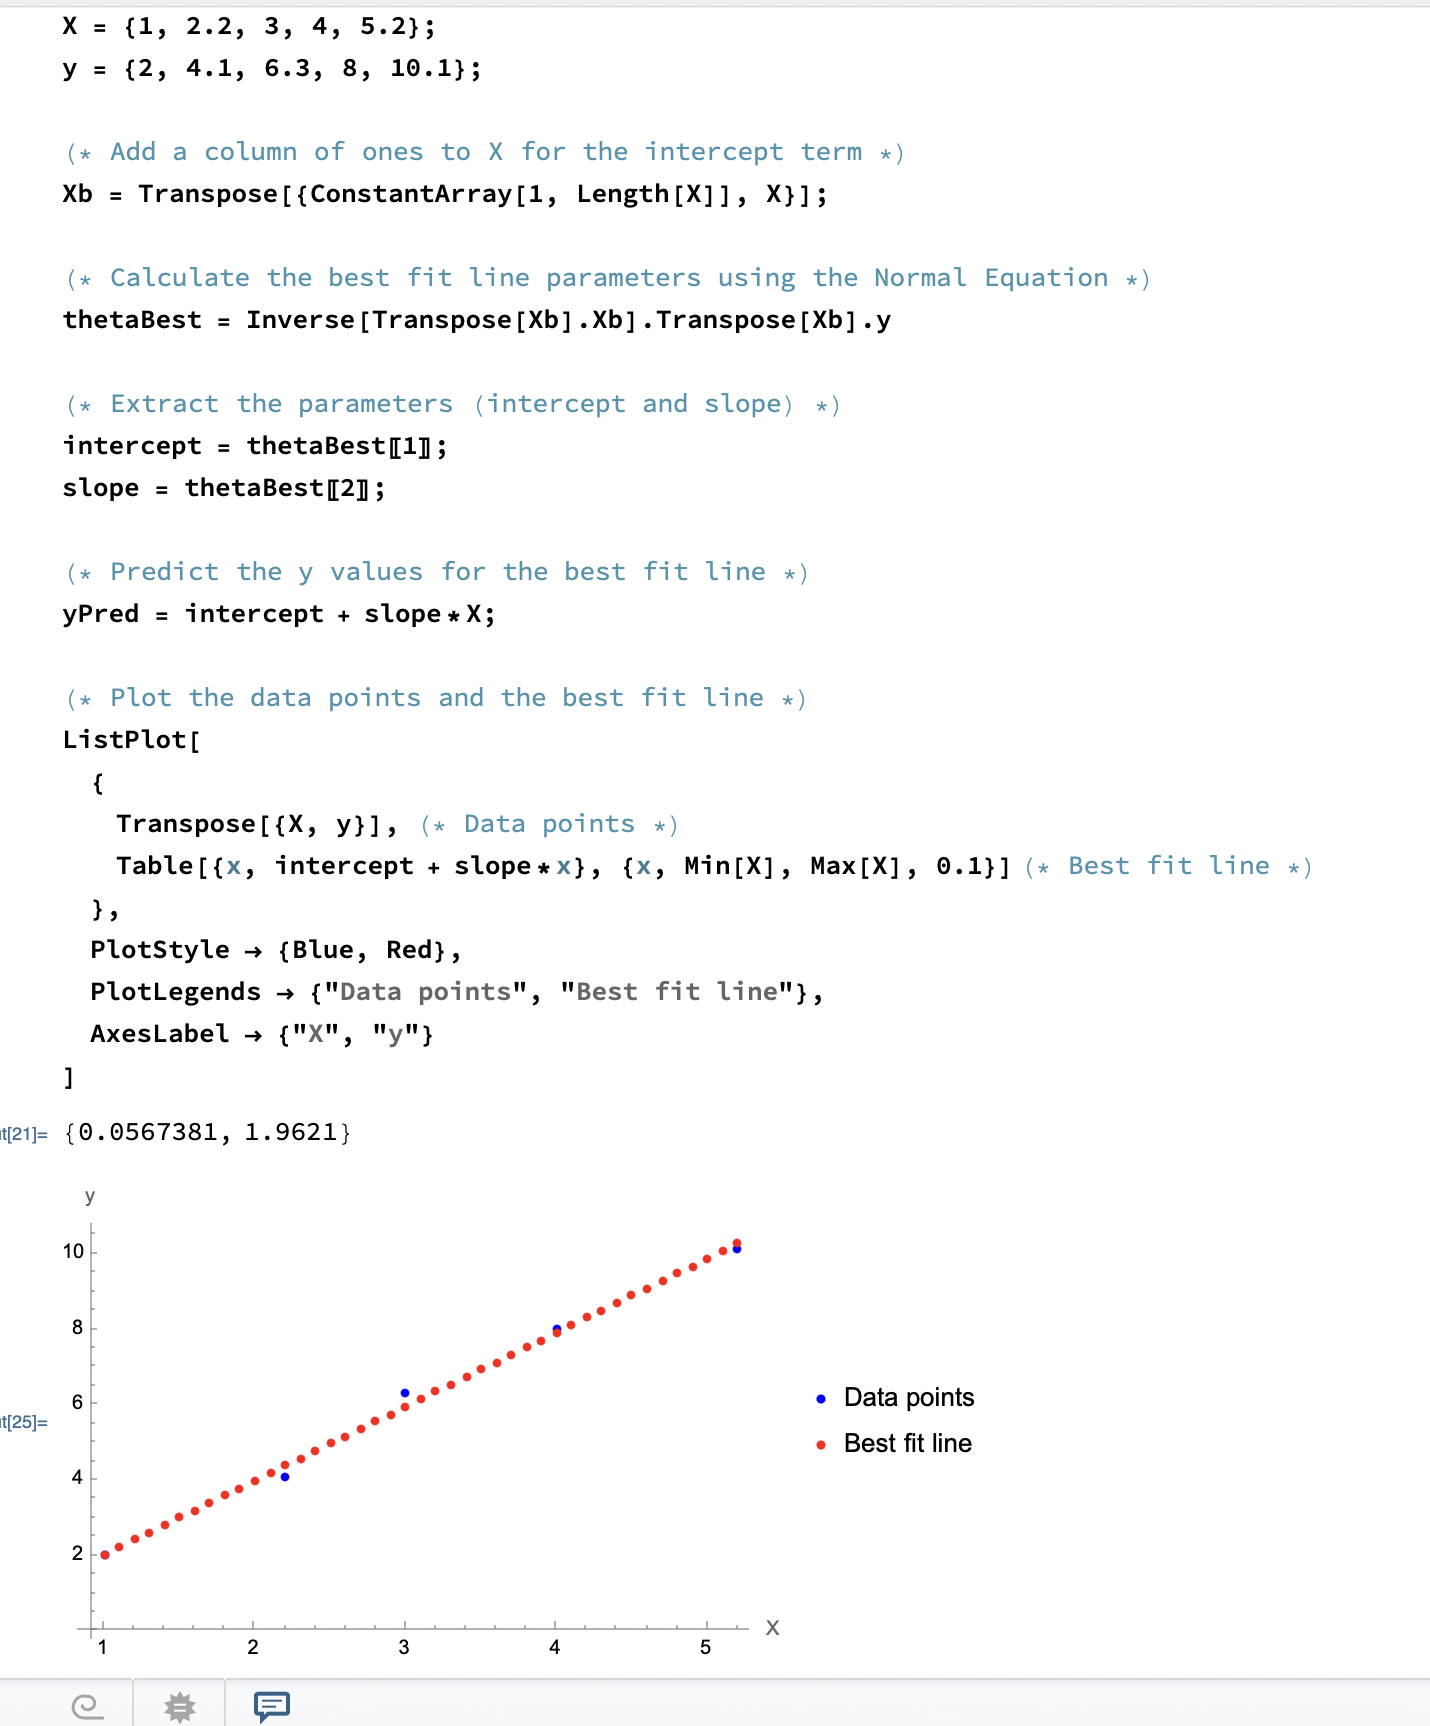 X = {1, 2.2, 3, 4, 5.2};
y = {2, 4.1, 6.3, 8, 10.1};
(* Add a column of ones to X for the intercept term *)
Xb = Transpose[{ConstantArray[1, Length[X]], X}];
(* Calculate the best fit line parameters using the Normal Equation *)
thetaBest = Inverse[Transpose[Xb].Xb].Transpose[Xb].y
(* Extract the parameters (intercept and slope) *)
intercept = thetaBest⟦1⟧;
slope = thetaBest⟦2⟧;
(* Predict the y values for the best fit line *)
yPred = intercept + slope*X;
(* Plot the data points and the best fit line *)
ListPlot[
{
Transpose[{X, y}], (* Data points *)
Table[{x, intercept + slope*x}, {x, Min[X], Max[X], 0.1}] (* Best fit line *)
},
PlotStyle → {Blue, Red},
PlotLegends → {"Data points", "Best fit line"},
AxesLabel → {"X", "y"}
]
t[21]= {0.0567381, 1.9621}
y
10
8
6
4
2
t[25]=
1 2 3 4 5 X
Data points
Best fit line